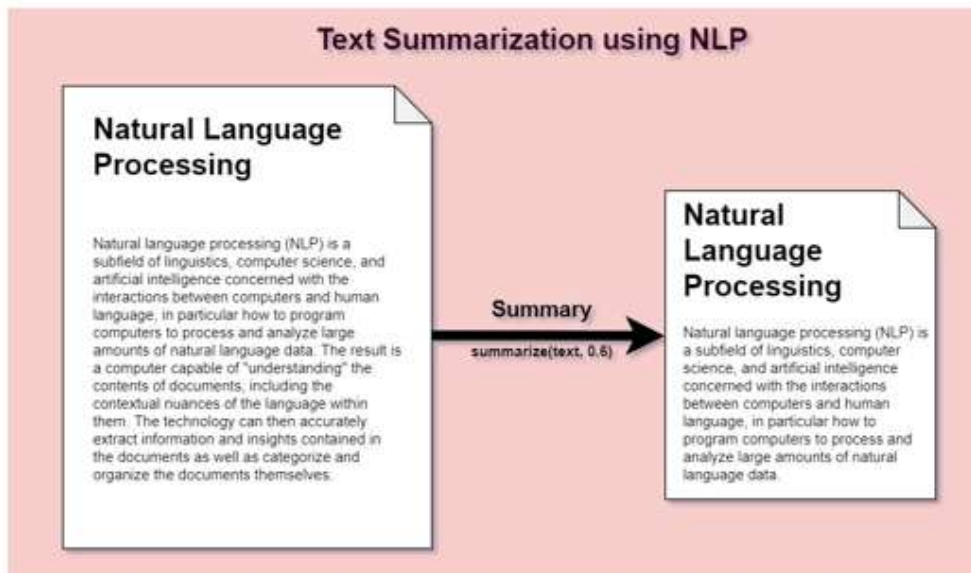 Text Summarization using NLP
Natural Language
Processing
Natural language processing (NLP) is a
subfield of linguistics, computer science, and
artificial intelligence concerned with the
interactions between computers and human
language, in particular how to program
computers to process and analyze large
amounts of natural language data. The result is
a computer capable of "understanding" the
contents of documents, including the
contextual nuances of the language within
them. The technology can then accurately
extract information and insights contained in
the documents as well as categorize and
organize the documents themselves.
Summary
summarize(text, 0.6)
Natural
Language
Processing
Natural language processing (NLP) is
a subfield of linguistics, computer
science, and artificial intelligence
concerned with the interactions
between computers and human
language, in particular how to
program computers to process and
analyze large amounts of natural
language data.